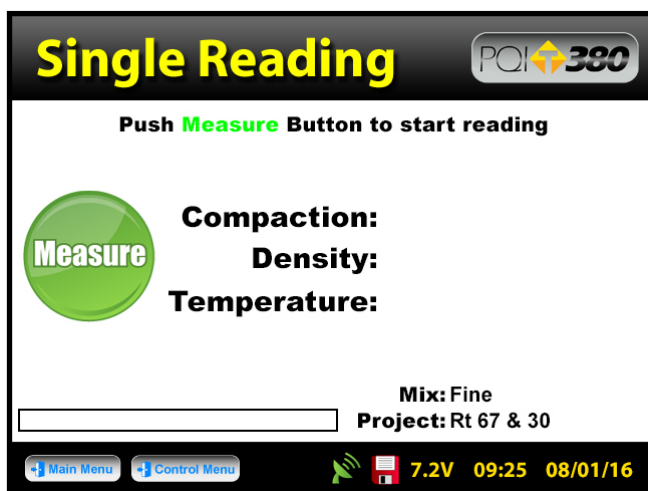 Single Reading
PQI 380
Push Measure Button to start reading
Measure
Compaction:
Density:
Temperature:
Mix: Fine
Project: Rt 67 & 30
Main Menu Control Menu 7.2V 09:25 08/01/16